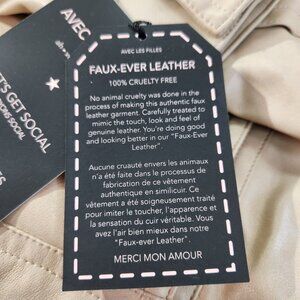 AVEC LES FILLES
FAUX-EVER LEATHER
100% CRUELTY FREE
No animal cruelty was done in the
process of making this authentic faux
leather garment. Carefully treated to
mimic the touch, look and feel of
genuine leather. You're doing good
and looking better in our "Faux-Ever
Leather".
Aucune cruauté envers les animaux
n'a été faite dans le processus de
fabrication de ce vêtement
authentique en similicuir. Ce
vêtement a été soigneusement traité
pour imiter le toucher, l'apparence et
la sensation du cuir véritable. Vous
avez l'air bien mieux dans notre
"Faux-ever Leather".
MERCI MON AMOUR
AVEC
GET SOCIAL